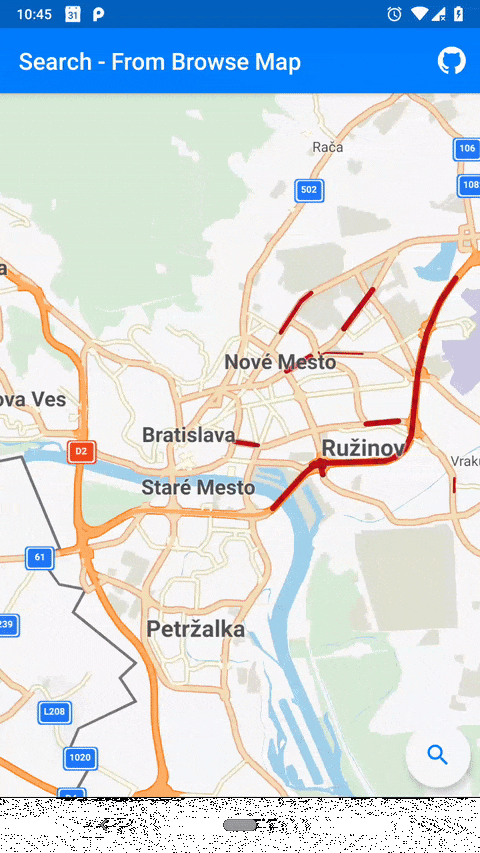 10:45
31
Search - From Browse Map
Rača
106
502
108
a
Nové Mesto
ova Ves
Bratislava
Ružinov
D2
Vraku
Staré Mesto
61
239
Petržalka
L208
1020